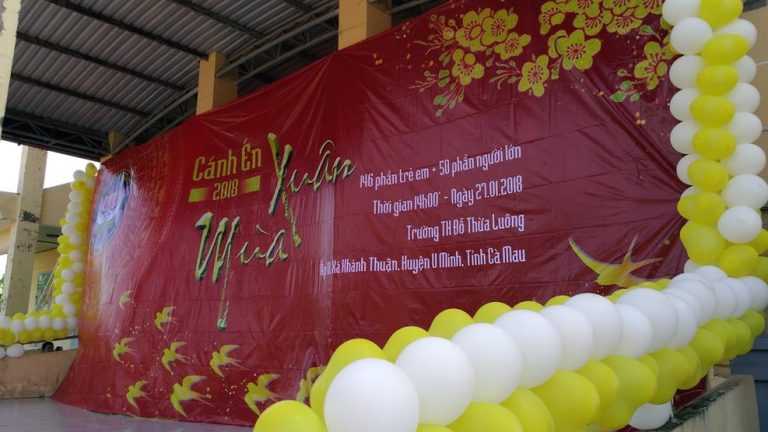 Cánh Én
2018
Mùa Xuân
146 phần trẻ em + 50 phần người lớn
Thời gian 14h00' - Ngày 27.01.2018
Trường TH Đỗ Thừa Luông
Xã Khánh Thuận, Huyện U Minh, Tỉnh Cà Mau